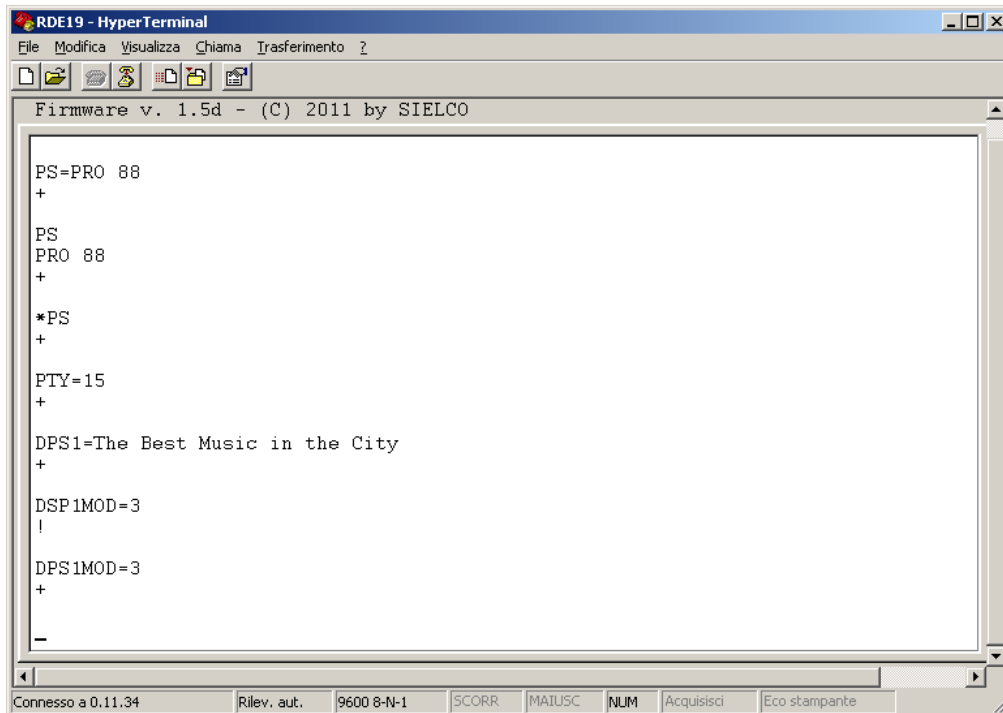 RDE19 - HyperTerminal
File Modifica Visualizza Chiama Trasferimento ?
Firmware v. 1.5d - (C) 2011 by SIELCO
PS=PRO 88
+
PS
PRO 88
+
*PS
+
PTY=15
+
DPS1=The Best Music in the City
+
DSP1MOD=3
!
DPS1MOD=3
+
_
Connesso a 0.11.34 Rilev. aut. 9600 8-N-1 SCORR MAIUSC NUM Acquisisci Eco stampante